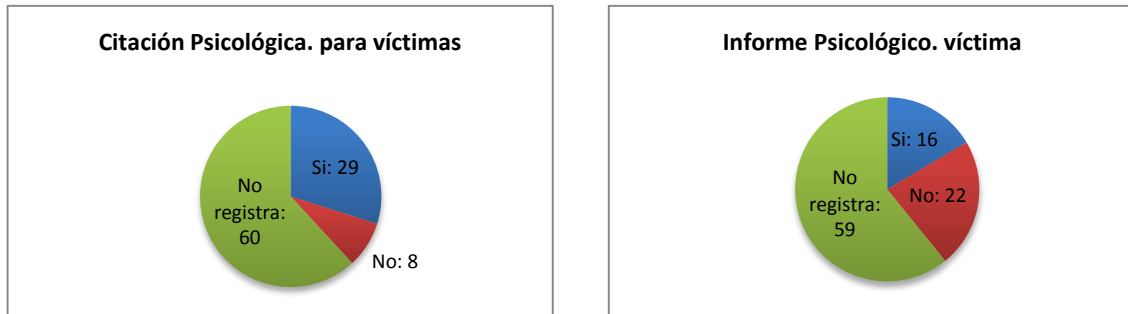 Citación Psicológica. para víctimas
Si: 29
No
registra:
60
No: 8
Informe Psicológico. víctima
Si: 16
No
registra:
59
No: 22